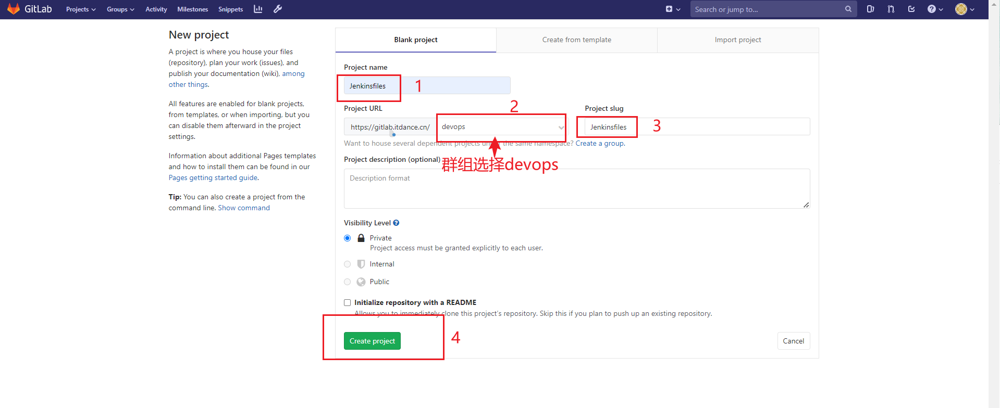 GitLab
Projects
Groups
Activity
Milestones
Snippets
Search or jump to...
New project
A project is where you house your files
(repository), plan your work (issues), and
publish your documentation (wiki), among
other things.
All features are enabled for blank projects,
from templates, or when importing, but you
can disable them afterward in the project
settings.
Information about additional Pages templates
and how to install them can be found in our
Pages getting started guide.
Tip: You can also create a project from the
command line. Show command
Blank project
Create from template
Import project
Project name
Jenkinsfiles
1
Project URL
2
Project slug
https://gitlab.itdance.cn/
devops
Jenkinsfiles
3
Want to house several dependent projects under the same namespace? Create a group.
Project description (optional)
群组选择devops
Description format
Visibility Level
Private
Project access must be granted explicitly to each user.
Internal
Public
Initialize repository with a README
Allows you to immediately clone this project’s repository. Skip this if you plan to push up an existing repository.
Create project
4
Cancel